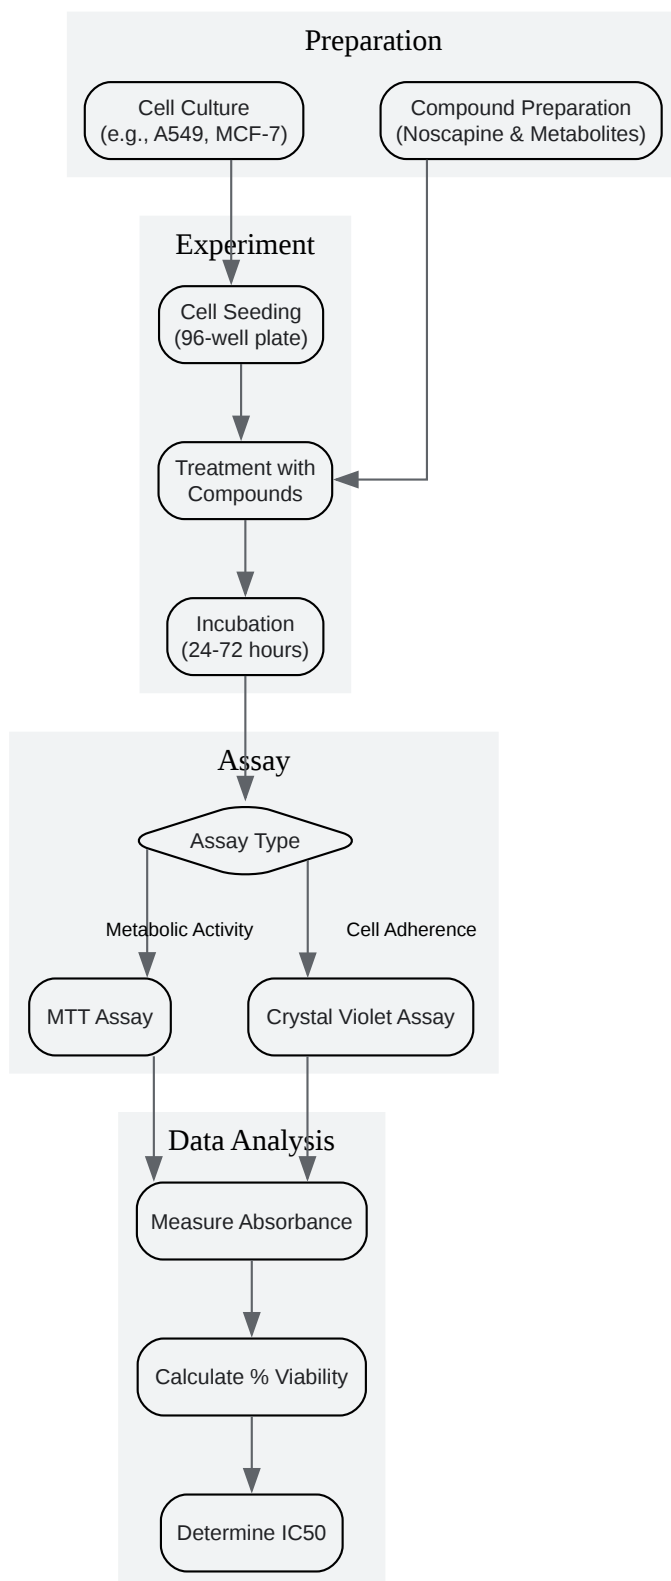 Preparation
Cell Culture
(e.g., A549, MCF-7)
Compound Preparation
(Noscapine & Metabolites)
Experiment
Cell Seeding
(96-well plate)
Treatment with
Compounds
Incubation
(24-72 hours)
Assay
Assay Type
Metabolic Activity
Cell Adherence
MTT Assay
Crystal Violet Assay
Data Analysis
Measure Absorbance
Calculate % Viability
Determine IC50